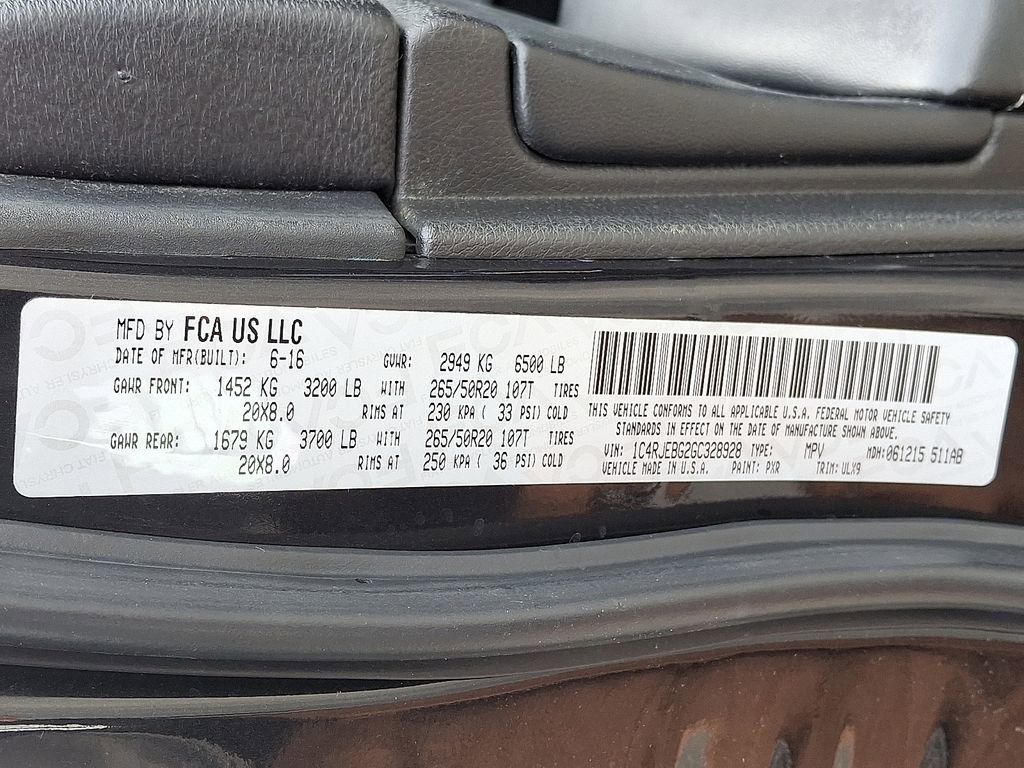 MFD BY FCA US LLC
DATE OF MFR(BUILT): 6-16 GVWR: 2949 KG 6500 LB
GAWR FRONT: 1452 KG 3200 LB WITH 265/50R20 107T TIRES
20X8.0 RIMS AT 230 KPA ( 33 PSI) COLD
GAWR REAR: 1679 KG 3700 LB WITH 265/50R20 107T TIRES
20X8.0 RIMS AT 250 KPA ( 36 PSI) COLD
THIS VEHICLE CONFORMS TO ALL APPLICABLE U.S.A. FEDERAL MOTOR VEHICLE SAFETY
STANDARDS IN EFFECT ON THE DATE OF MANUFACTURE SHOWN ABOVE.
VIN: 1C4RJEBG2GC328928 TYPE: MPV MDH: 061215 511AB
VEHICLE MADE IN U.S.A. PAINT: PXR TRIM: ULX9